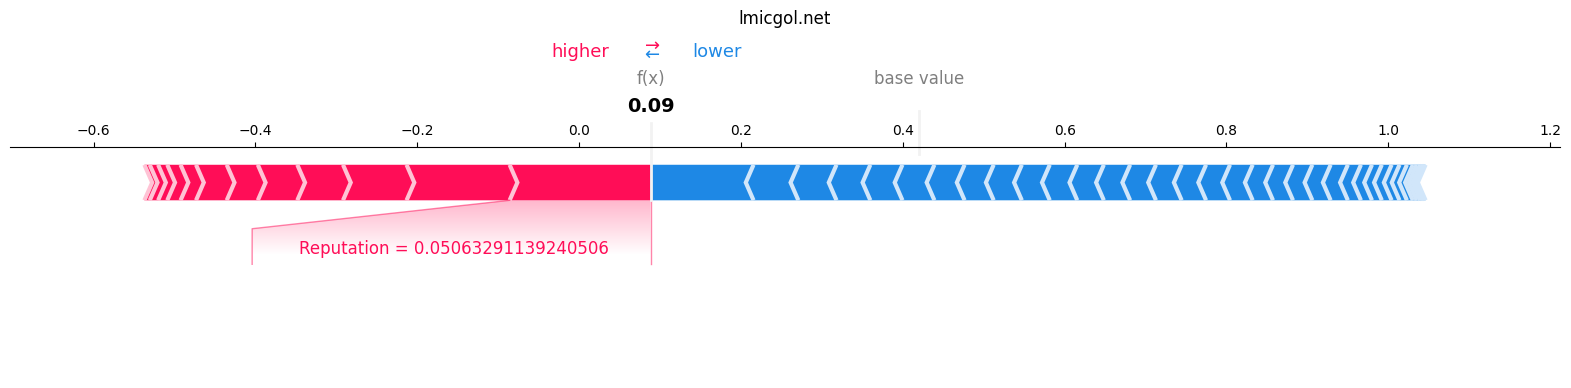 lmicgol.net
higher → ← lower
f(x) base value
0.09
−0.6 −0.4 −0.2 0.0 0.2 0.4 0.6 0.8 1.0 1.2
Reputation = 0.05063291139240506